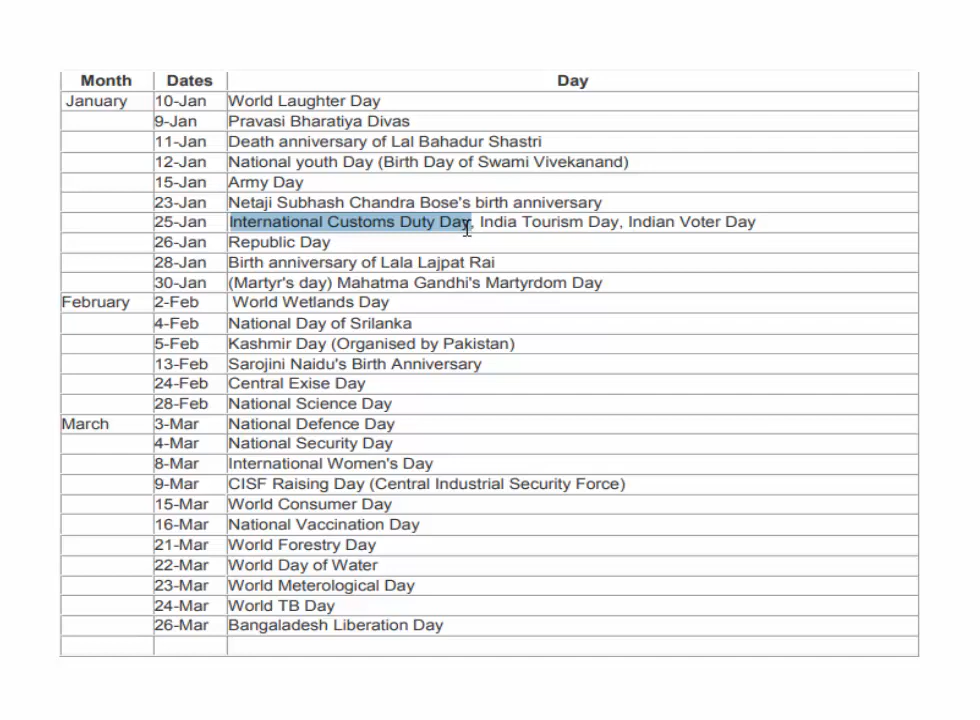 Month Dates Day
January 10-Jan World Laughter Day
9-Jan Pravasi Bharatiya Divas
11-Jan Death anniversary of Lal Bahadur Shastri
12-Jan National youth Day (Birth Day of Swami Vivekanand)
15-Jan Army Day
23-Jan Netaji Subhash Chandra Bose's birth anniversary
25-Jan International Customs Duty Day, India Tourism Day, Indian Voter Day
26-Jan Republic Day
28-Jan Birth anniversary of Lala Lajpat Rai
30-Jan (Martyr's day) Mahatma Gandhi's Martyrdom Day
February 2-Feb World Wetlands Day
4-Feb National Day of Srilanka
5-Feb Kashmir Day (Organised by Pakistan)
13-Feb Sarojini Naidu's Birth Anniversary
24-Feb Central Exise Day
28-Feb National Science Day
March 3-Mar National Defence Day
4-Mar National Security Day
8-Mar International Women's Day
9-Mar CISF Raising Day (Central Industrial Security Force)
15-Mar World Consumer Day
16-Mar National Vaccination Day
21-Mar World Forestry Day
22-Mar World Day of Water
23-Mar World Meterological Day
24-Mar World TB Day
26-Mar Bangaladesh Liberation Day